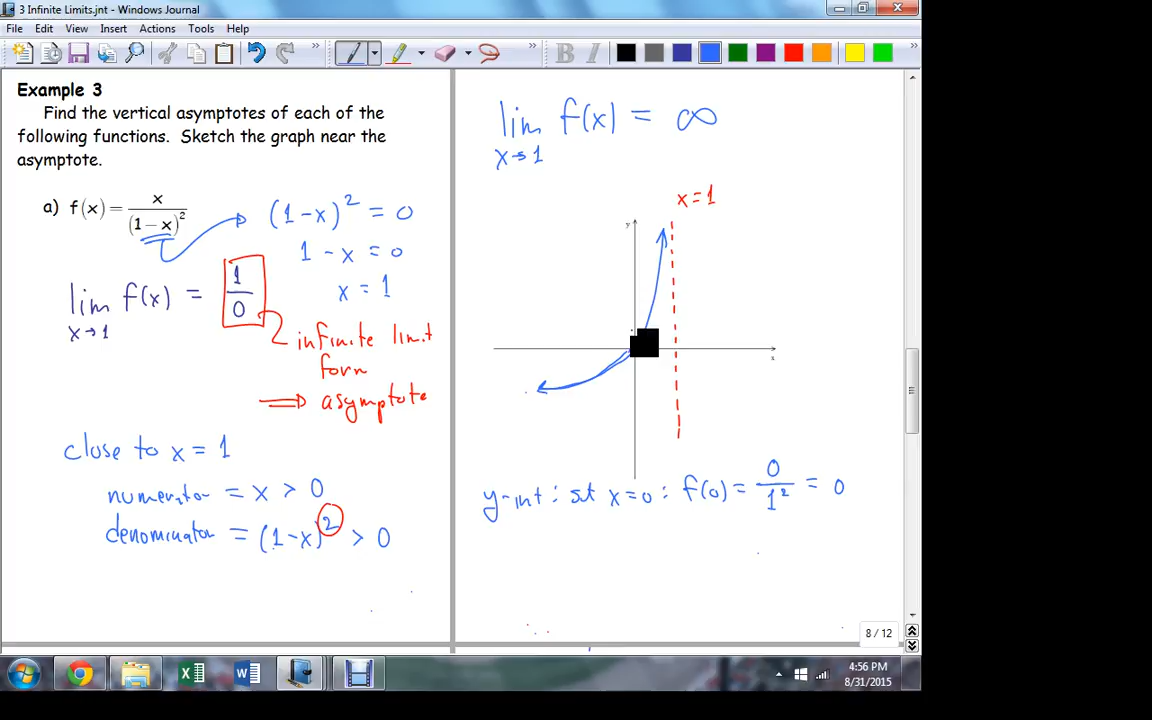 3 Infinite Limits.jnt - Windows Journal
File Edit View Insert Actions Tools Help
B I
Example 3
Find the vertical asymptotes of each of the
following functions. Sketch the graph near the
asymptote.
a) f(x) = x/(1 - x)²
(1-x)² = 0
1 - x = 0
x = 1
lim x→1 f(x) = 1/0
infinite limit
form
⟹ asymptote
close to x = 1
numerator = x > 0
denominator = (1-x)² > 0
lim x→1 f(x) = ∞
x = 1
y
x
y-int : set x=0 : f(0) = 0/1² = 0
8 / 12
4:56 PM
8/31/2015